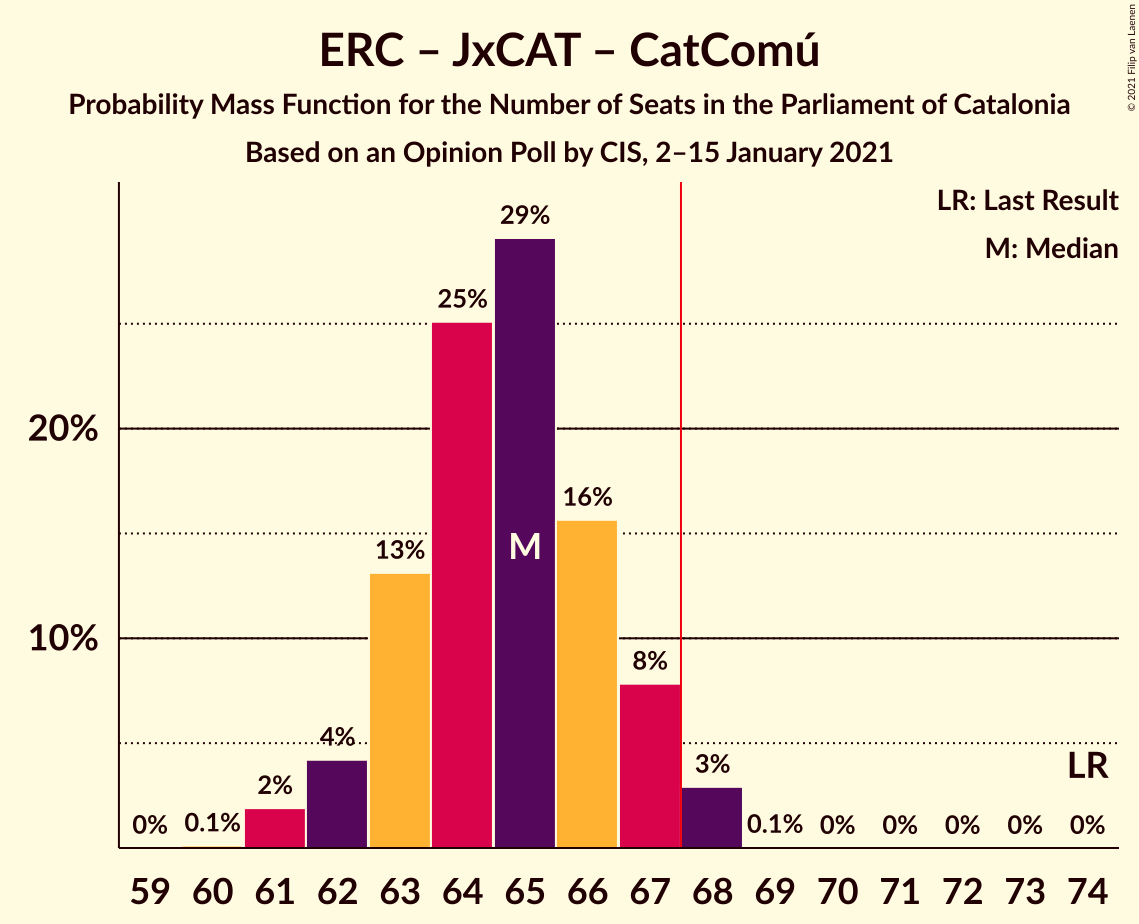 ERC – JxCAT – CatComú
Probability Mass Function for the Number of Seats in the Parliament of Catalonia
Based on an Opinion Poll by CIS, 2–15 January 2021
© 2021 Filip van Laenen
LR: Last Result
M: Median
20%
10%
0% 0.1% 2% 4% 13% 25% 29% 16% 8% 3% 0.1% 0% 0% 0% 0% 0%
M
LR
59 60 61 62 63 64 65 66 67 68 69 70 71 72 73 74